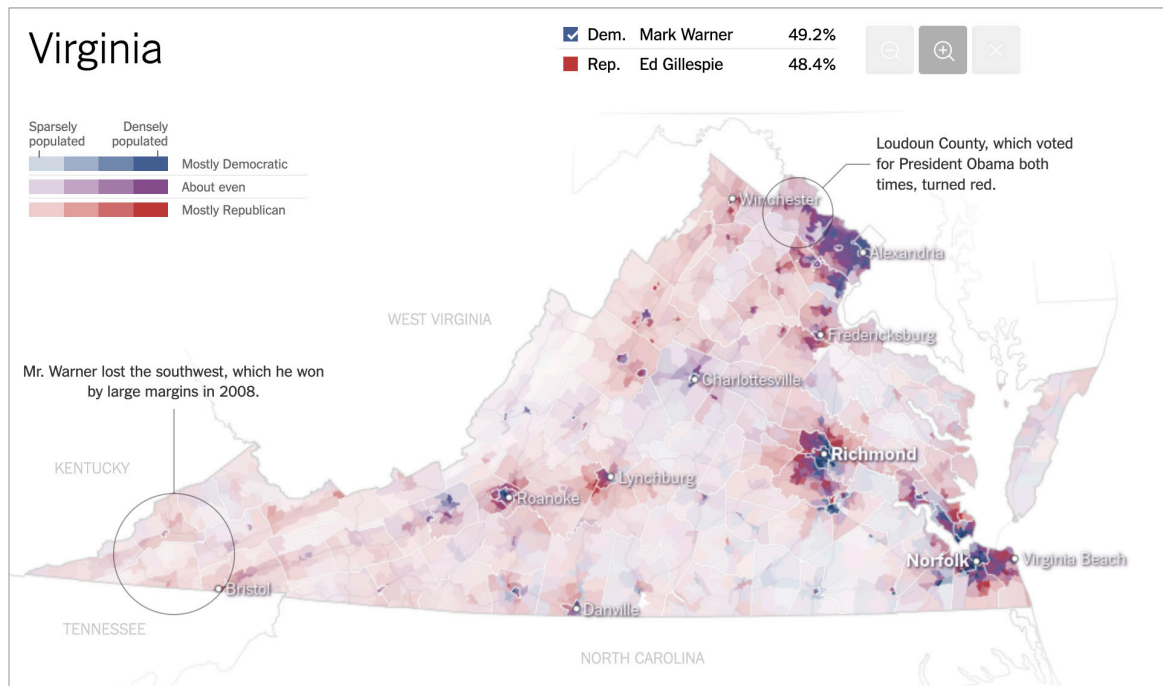 Virginia
Dem. Mark Warner 49.2%
Rep. Ed Gillespie 48.4%
Sparsely populated
Densely populated
Mostly Democratic
About even
Mostly Republican
Loudoun County, which voted
for President Obama both
times, turned red.
Winchester
Alexandria
WEST VIRGINIA
Fredericksburg
Mr. Warner lost the southwest, which he won
by large margins in 2008.
Charlottesville
Richmond
KENTUCKY
Lynchburg
Roanoke
Norfolk
Virginia Beach
Bristol
Danville
TENNESSEE
NORTH CAROLINA